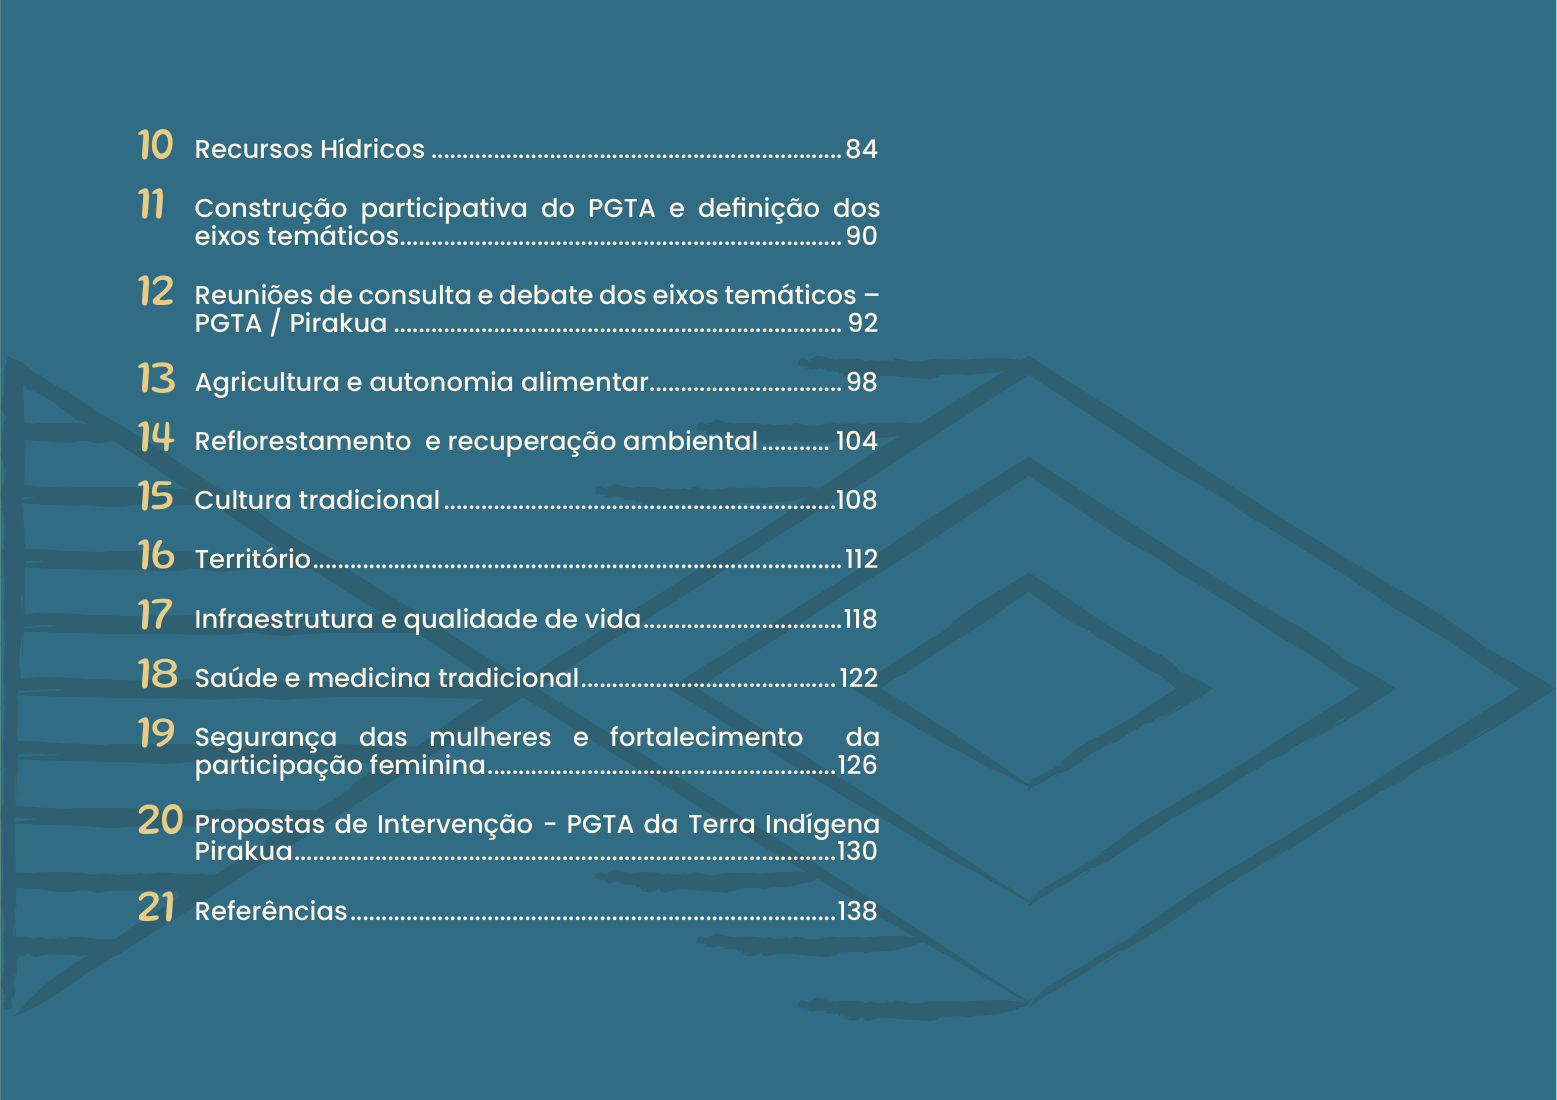 10 Recursos Hídricos .................................................................. 84
11 Construção participativa do PGTA e definição dos
eixos temáticos....................................................................... 90
12 Reuniões de consulta e debate dos eixos temáticos –
PGTA / Pirakua ........................................................................ 92
13 Agricultura e autonomia alimentar............................... 98
14 Reflorestamento e recuperação ambiental ........... 104
15 Cultura tradicional ...............................................................108
16 Território.....................................................................................112
17 Infraestrutura e qualidade de vida................................118
18 Saúde e medicina tradicional......................................... 122
19 Segurança das mulheres e fortalecimento da
participação feminina........................................................126
20 Propostas de Intervenção - PGTA da Terra Indígena
Pirakua.......................................................................................130
21 Referências ..............................................................................138